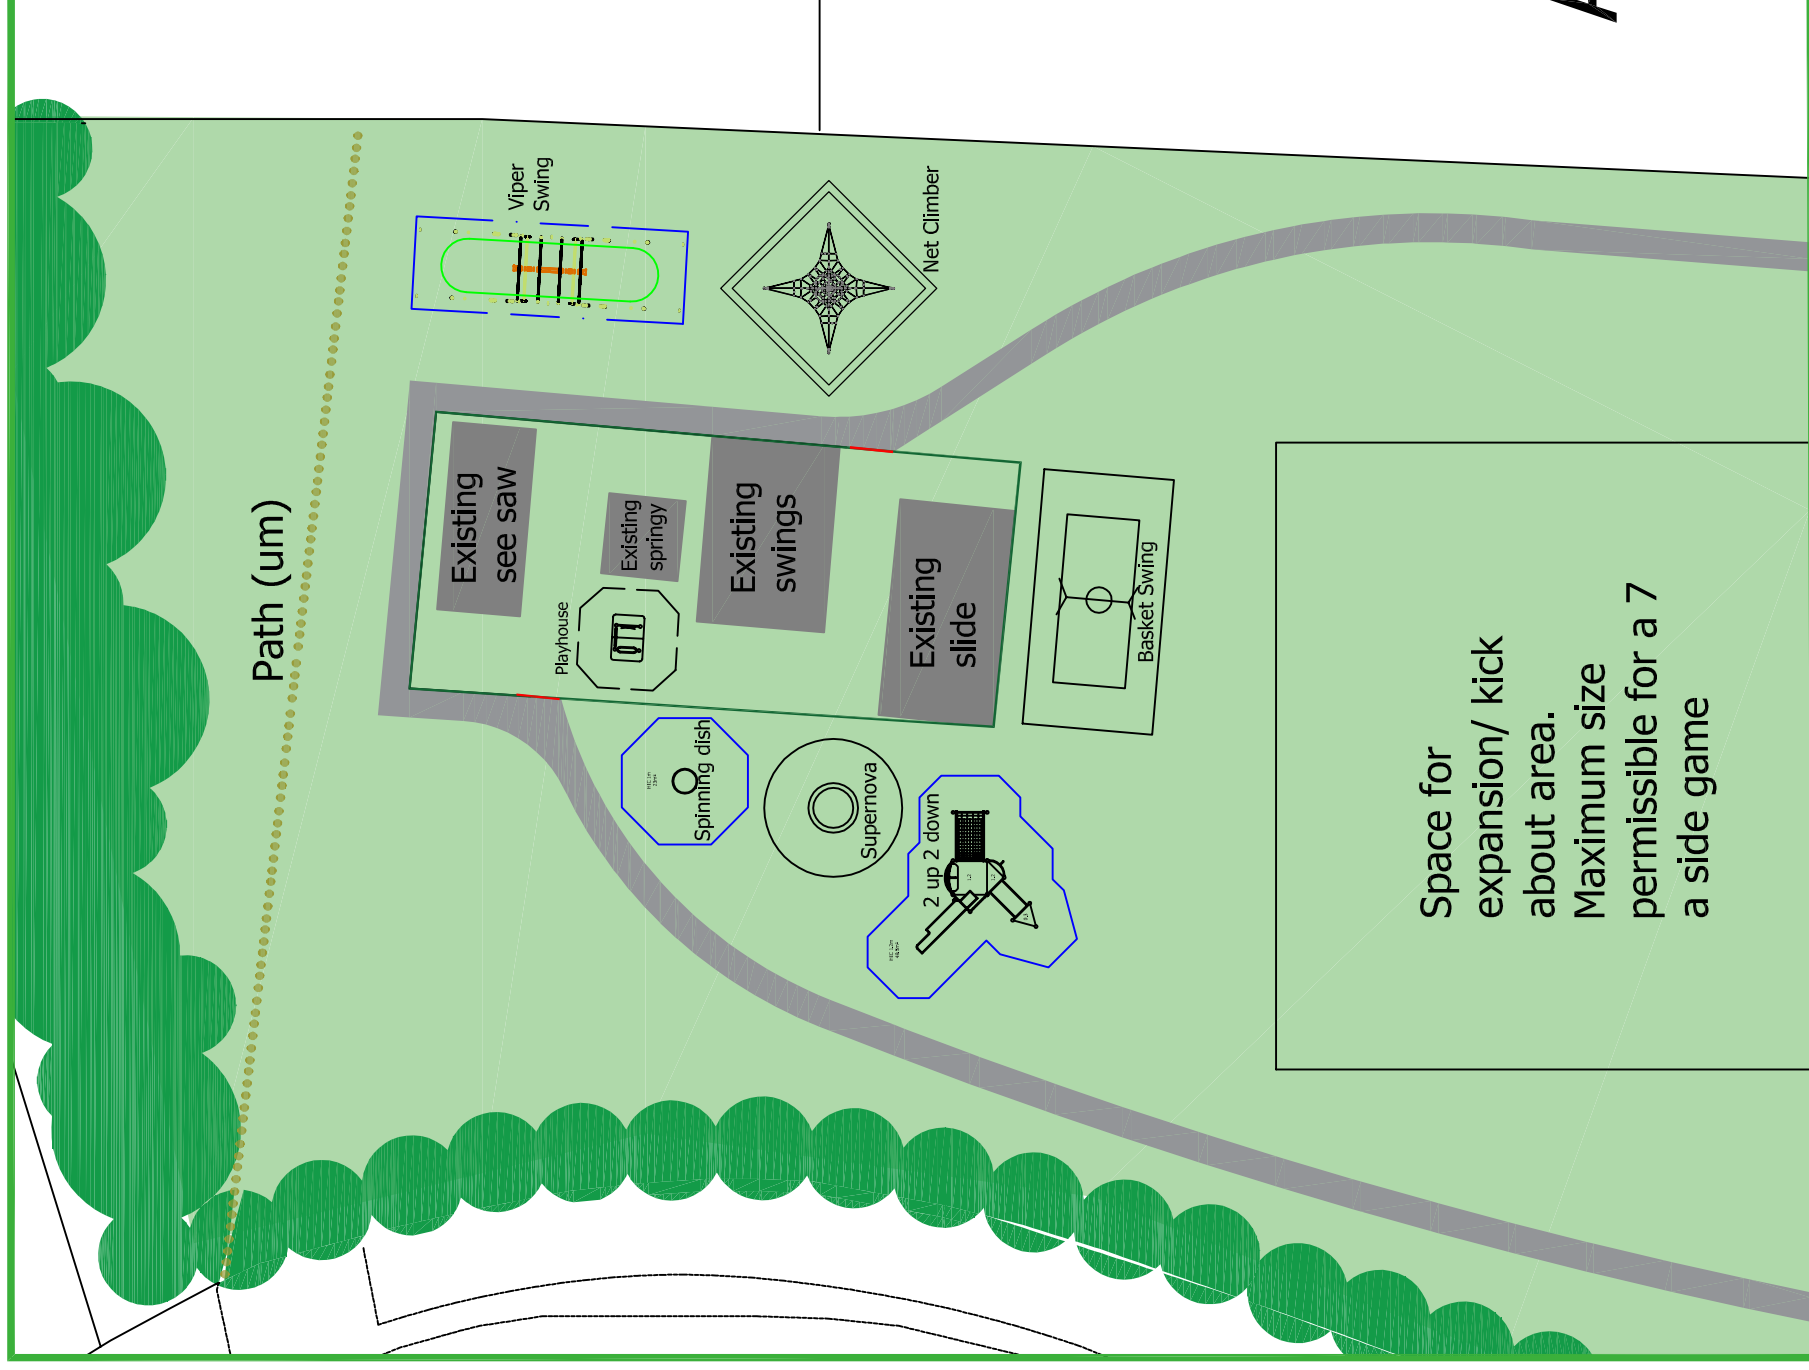 Path (um)
Viper
Swing
Net Climber
Existing
see saw
Existing
springy
Existing
swings
Existing
slide
Playhouse
Basket Swing
Spinning dish
Supernova
2 up 2 down
Space for
expansion/ kick
about area.
Maximum size
permissible for a 7
a side game